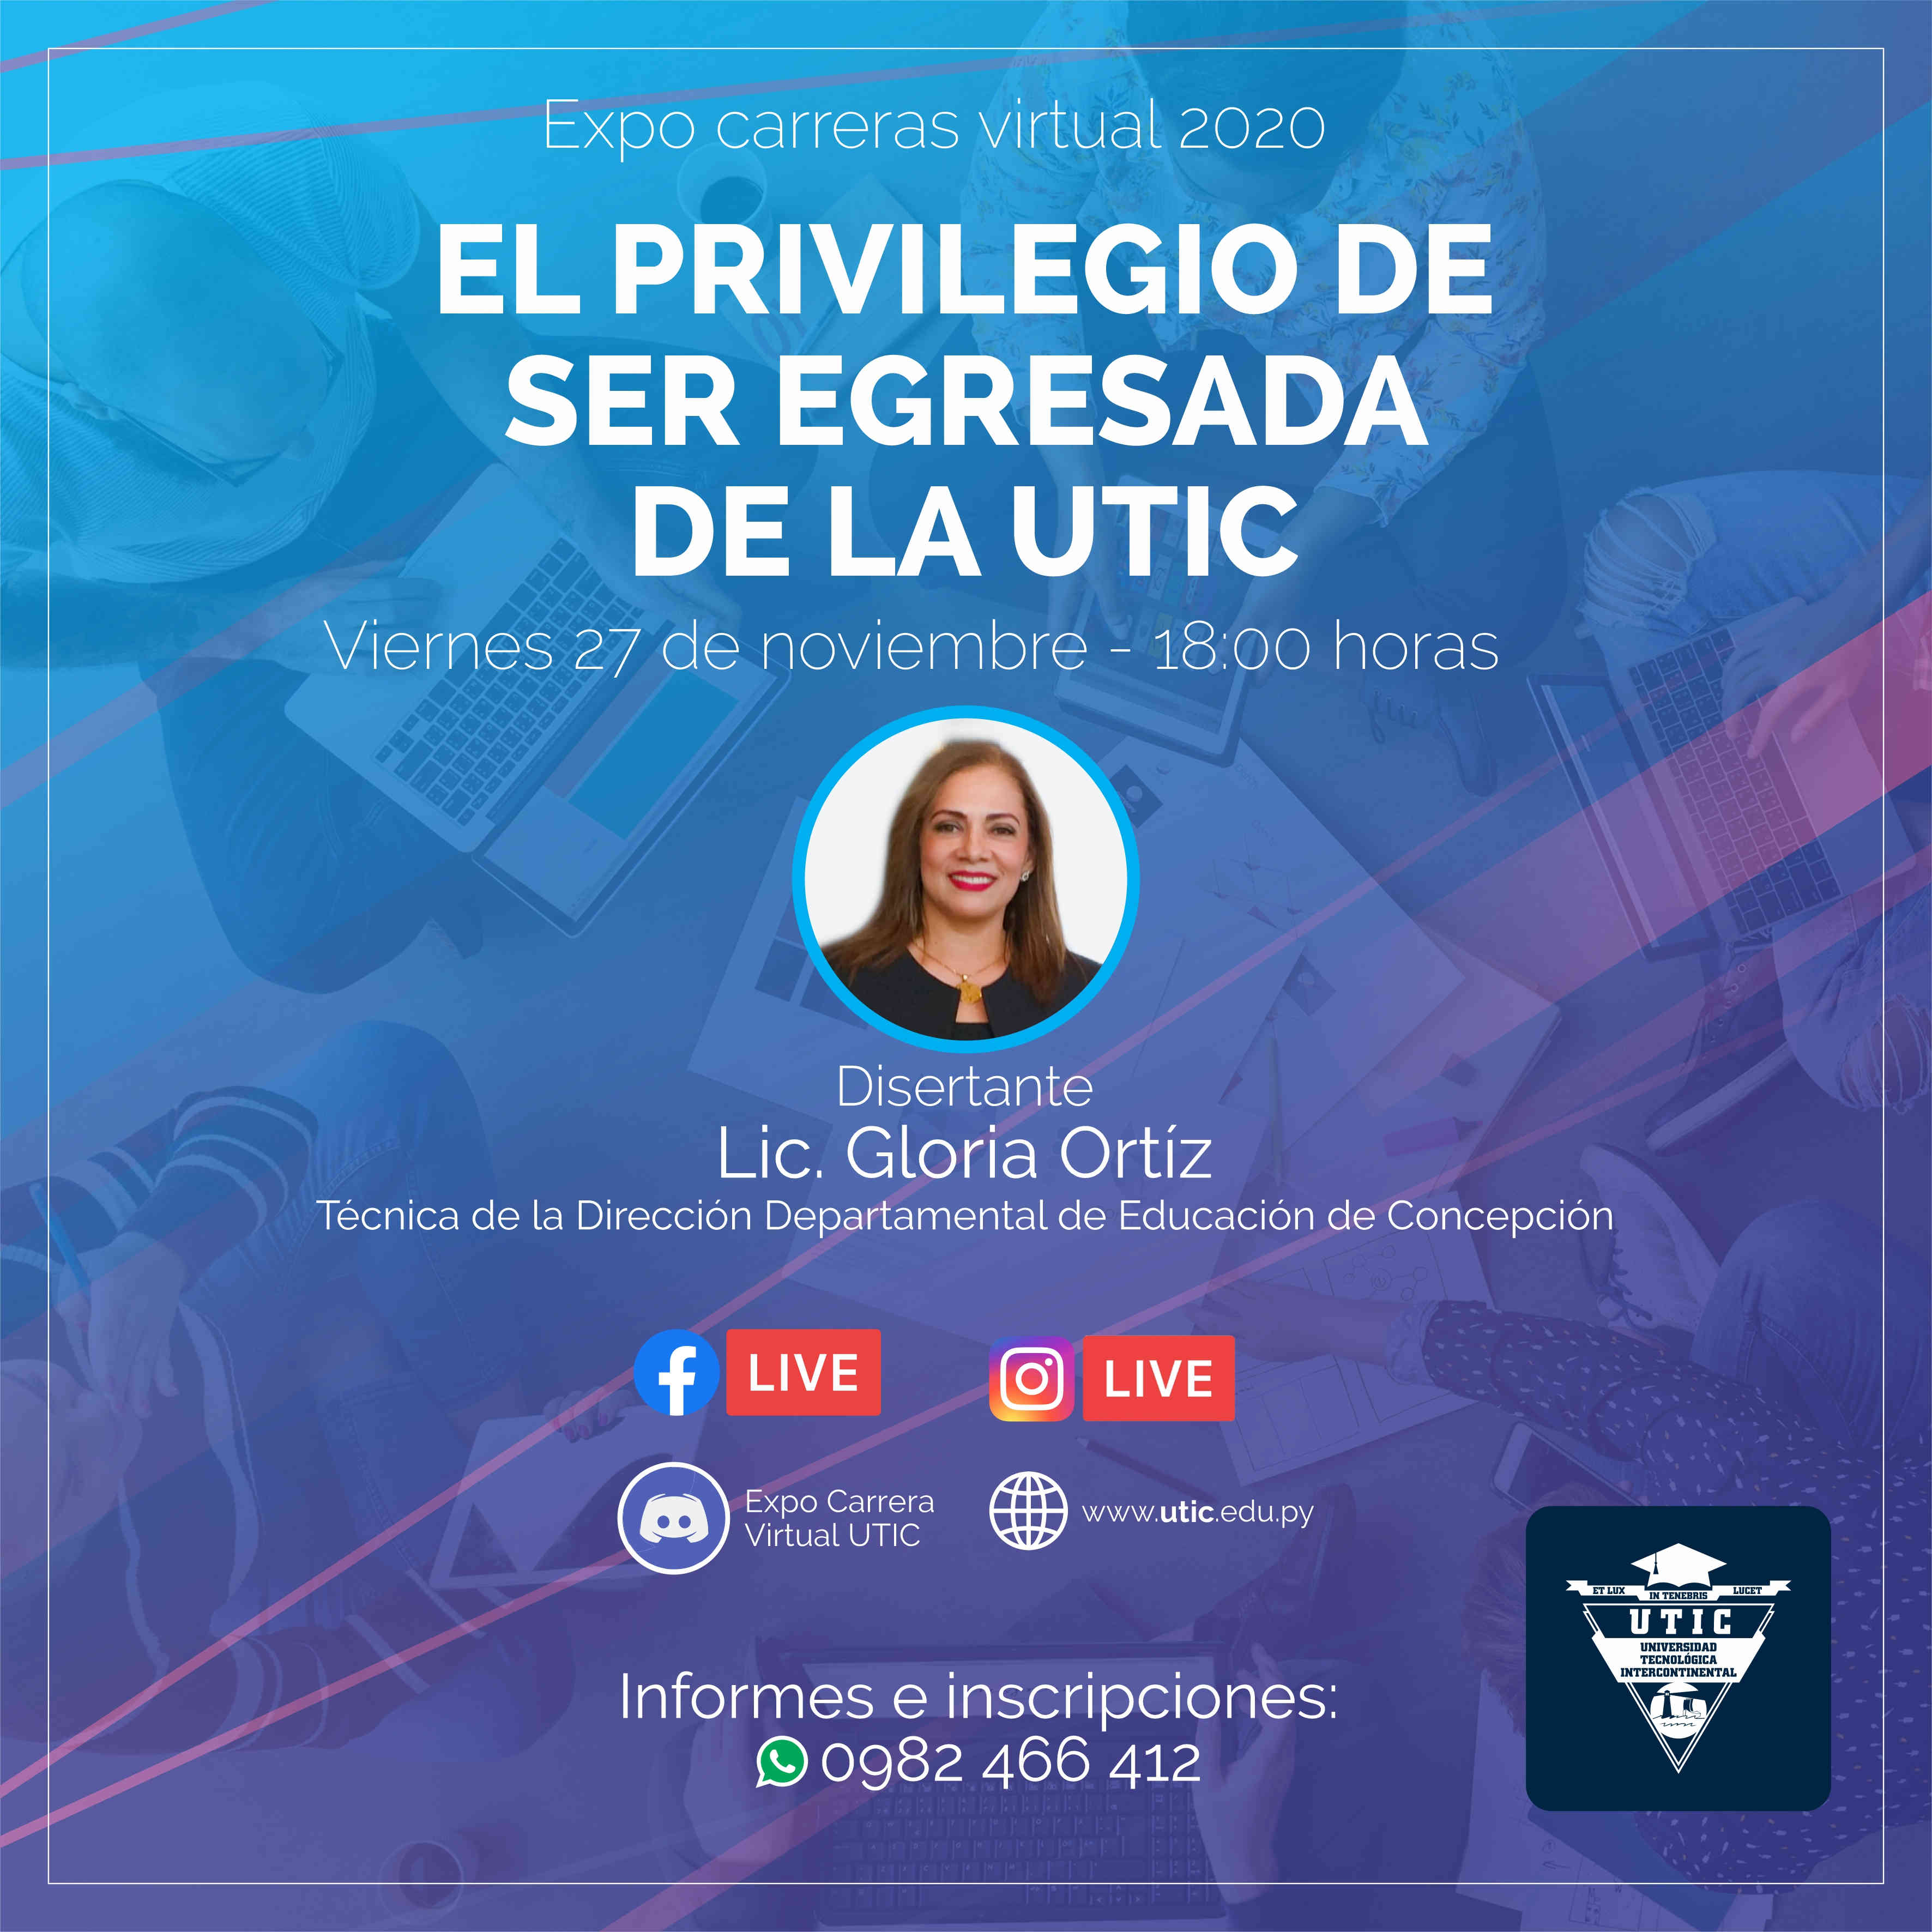 Expo carreras virtual 2020
EL PRIVILEGIO DE
SER EGRESADA
DE LA UTIC
Viernes 27 de noviembre - 18:00 horas
Disertante
Lic. Gloria Ortíz
Técnica de la Dirección Departamental de Educación de Concepción
LIVE
LIVE
Expo Carrera
Virtual UTIC
www.utic.edu.py
ET LUX IN TENEBRIS LUCET
UTIC
UNIVERSIDAD
TECNOLÓGICA
INTERCONTINENTAL
Informes e inscripciones:
0982 466 412